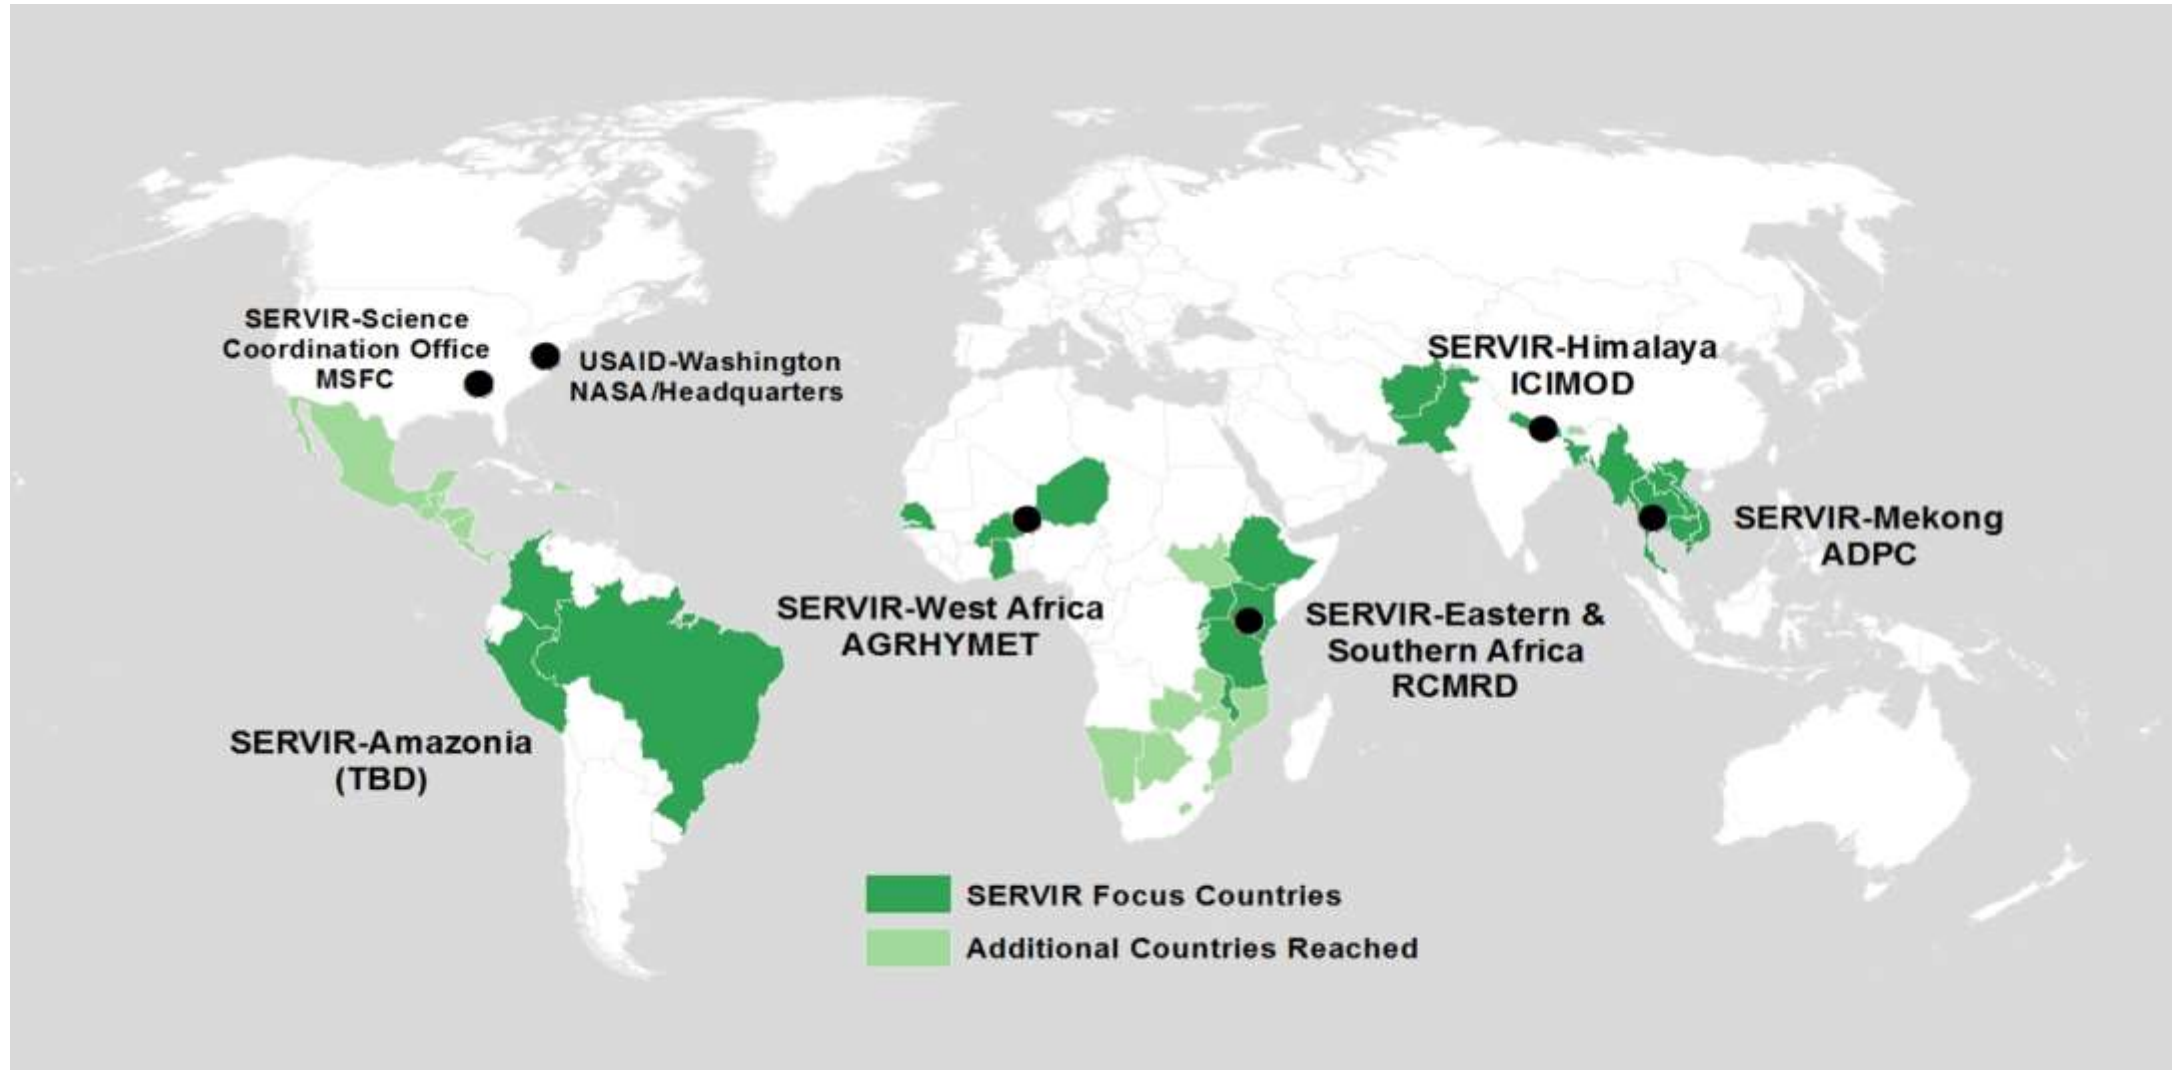 SERVIR-Science
Coordination Office
MSFC
USAID-Washington
NASA/Headquarters
SERVIR-Himalaya
ICIMOD
SERVIR-Mekong
ADPC
SERVIR-West Africa
AGRHYMET
SERVIR-Eastern &
Southern Africa
RCMRD
SERVIR-Amazonia
(TBD)
SERVIR Focus Countries
Additional Countries Reached